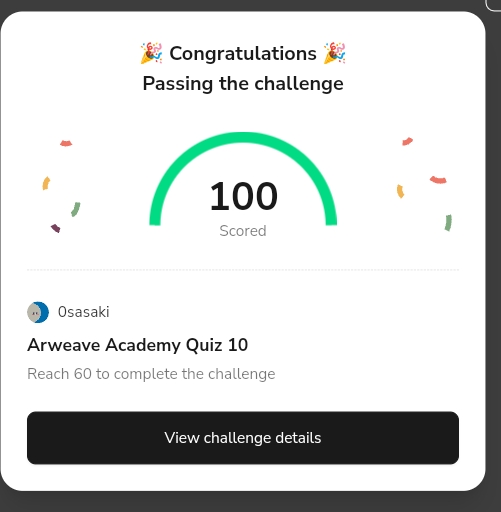 🎉 Congratulations 🎉
Passing the challenge
100
Scored
0sasaki
Arweave Academy Quiz 10
Reach 60 to complete the challenge
View challenge details